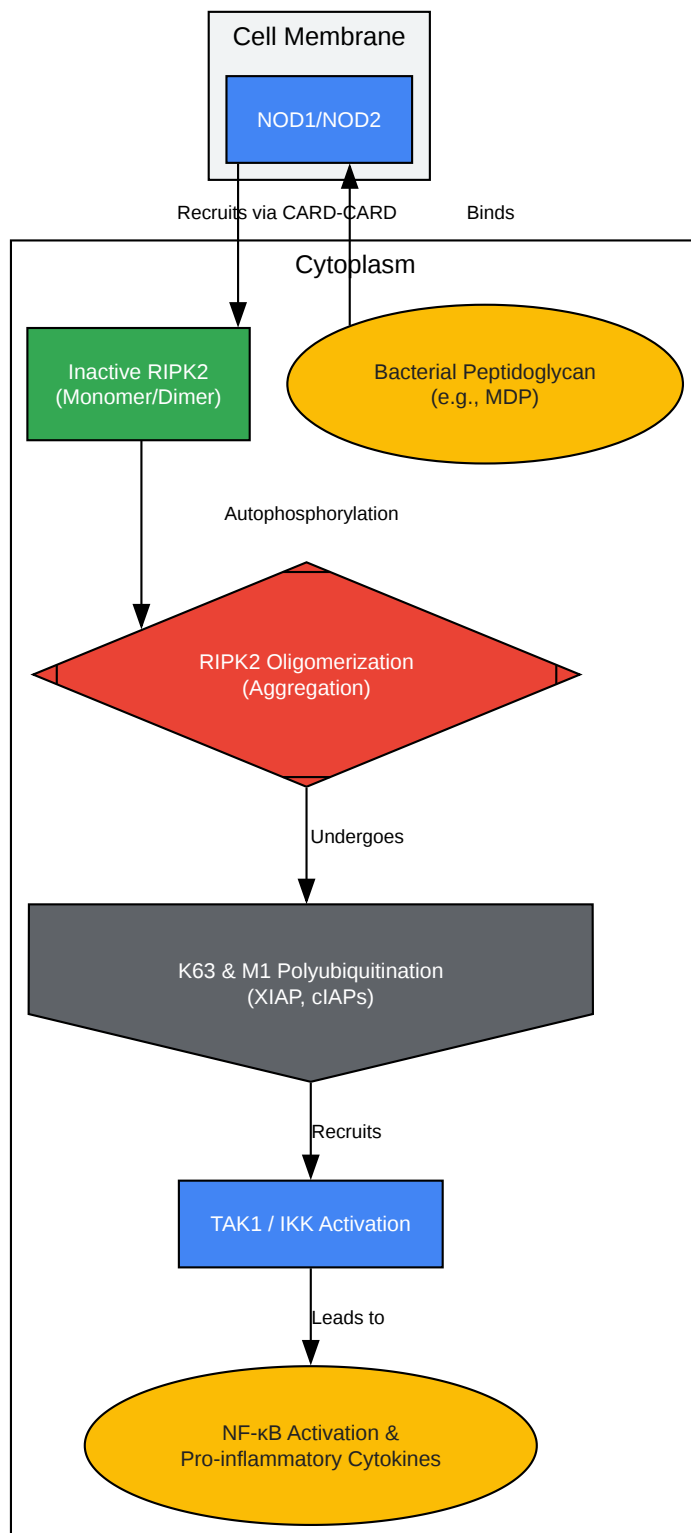 Cell Membrane
NOD1/NOD2
Recruits via CARD-CARD
Binds
Cytoplasm
Inactive RIPK2
(Monomer/Dimer)
Bacterial Peptidoglycan
(e.g., MDP)
Autophosphorylation
RIPK2 Oligomerization
(Aggregation)
Undergoes
K63 & M1 Polyubiquitination
(XIAP, cIAPs)
Recruits
TAK1 / IKK Activation
Leads to
NF-κB Activation &
Pro-inflammatory Cytokines